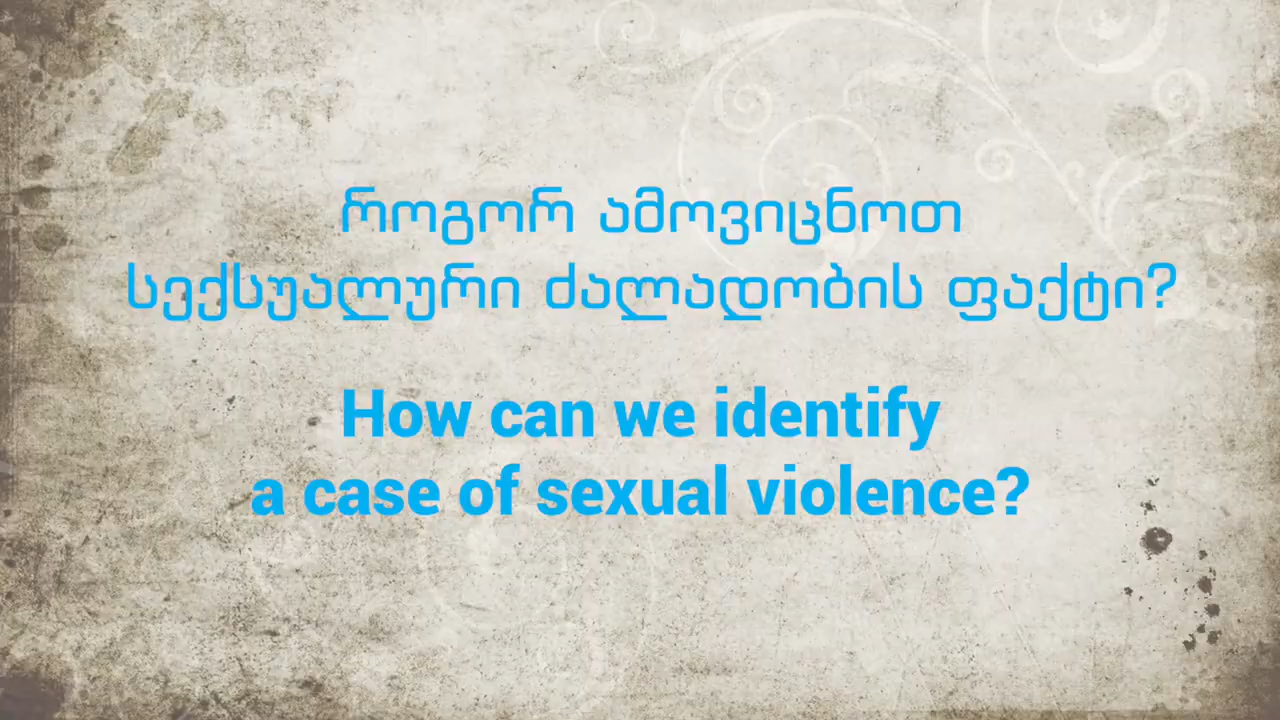 როგორ ამოვიცნოთ
სექსუალური ძალადობის ფაქტი?
How can we identify
a case of sexual violence?